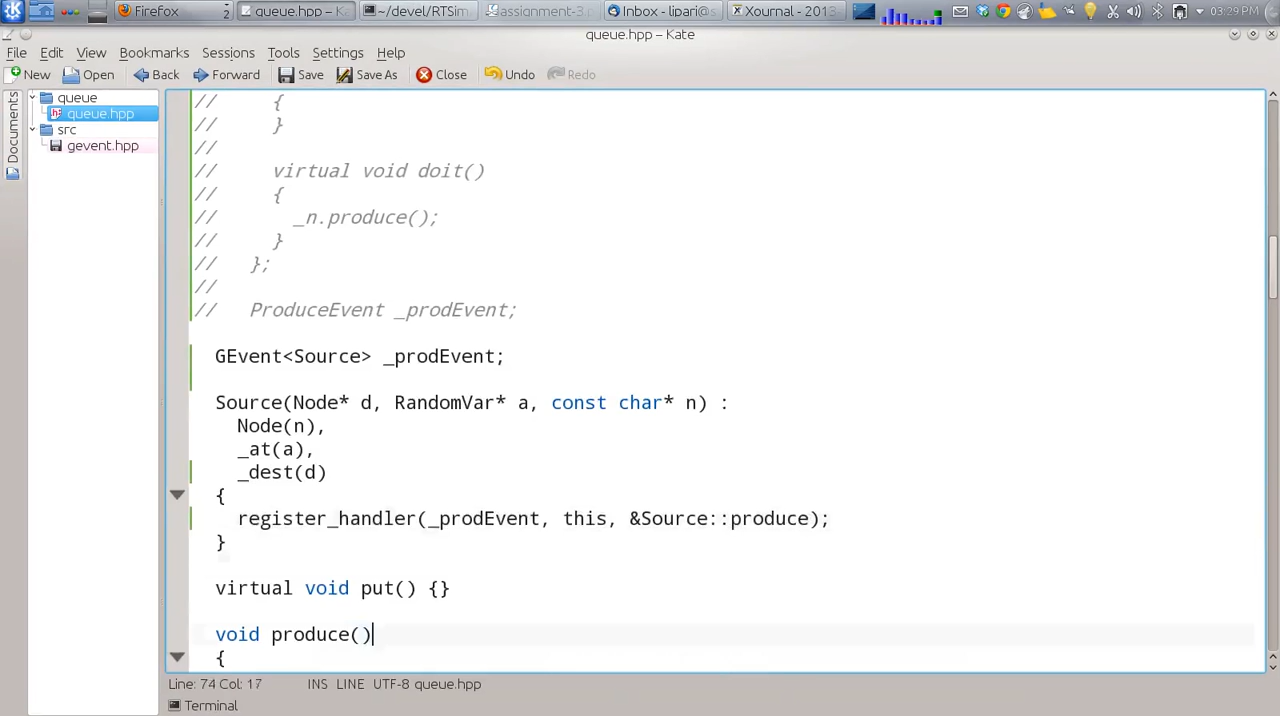 Firefox 2 queue.hpp – Ka ~/devel/RTSim assignment-3. Inbox - lipari@ Xournal - 2013 03:29 PM
queue.hpp – Kate
File Edit View Bookmarks Sessions Tools Settings Help
New Open Back Forward Save Save As Close Undo Redo
Documents
queue
queue.hpp
src
gevent.hpp
// {
// }
//
// virtual void doit()
// {
// _n.produce();
// }
// };
//
// ProduceEvent _prodEvent;
GEvent<Source> _prodEvent;
Source(Node* d, RandomVar* a, const char* n) :
Node(n),
_at(a),
_dest(d)
{
register_handler(_prodEvent, this, &Source::produce);
}
virtual void put() {}
void produce()
{
Line: 74 Col: 17 INS LINE UTF-8 queue.hpp
Terminal